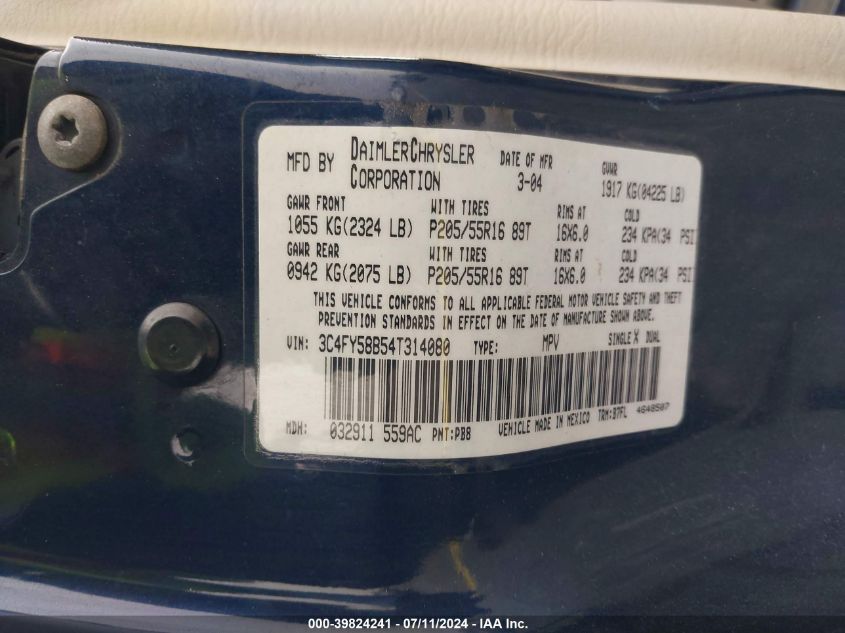 MFD BY DAIMLERCHRYSLER CORPORATION DATE OF MFR 3-04 GVWR 1917 KG(04225 LB)
GAWR FRONT WITH TIRES RIMS AT COLD
1055 KG(2324 LB) P205/55R16 89T 16X6.0 234 KPA(34 PSI
GAWR REAR WITH TIRES RIMS AT COLD
0942 KG(2075 LB) P205/55R16 89T 16X6.0 234 KPA(34 PSI
THIS VEHICLE CONFORMS TO ALL APPLICABLE FEDERAL MOTOR VEHICLE SAFETY AND THEFT
PREVENTION STANDARDS IN EFFECT ON THE DATE OF MANUFACTURE SHOWN ABOVE.
VIN: 3C4FY58B54T314080 TYPE: MPV SINGLE X DUAL
MDH: 032911 559AC PNT:PB8 VEHICLE MADE IN MEXICO TRM:B7FL 4648507
000-39824241 - 07/11/2024 - IAA Inc.